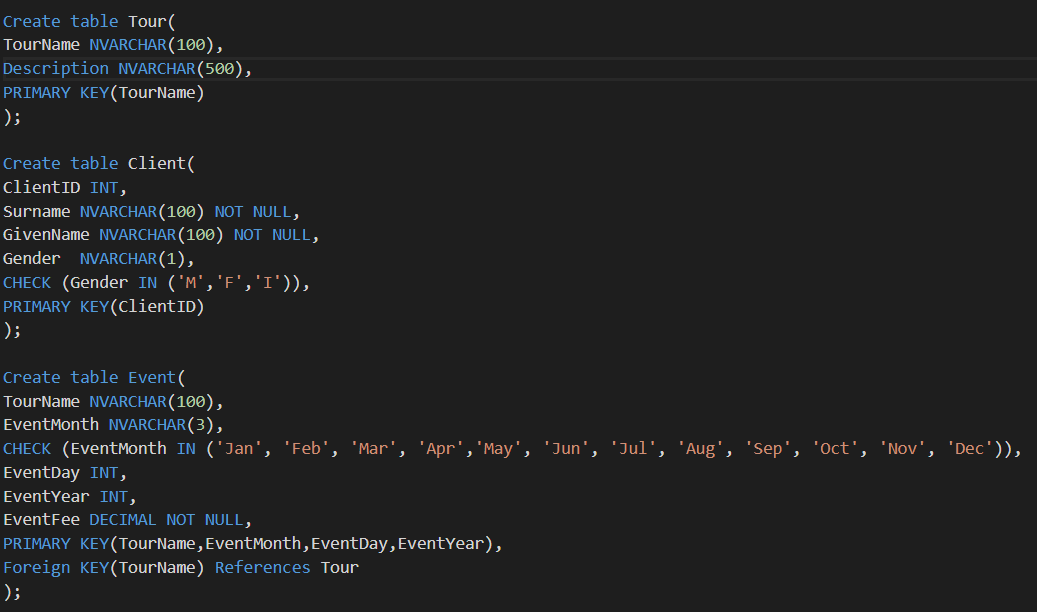 Create table Tour(
TourName NVARCHAR(100),
Description NVARCHAR(500),
PRIMARY KEY(TourName)
);
Create table Client(
ClientID INT,
Surname NVARCHAR(100) NOT NULL,
GivenName NVARCHAR(100) NOT NULL,
Gender  NVARCHAR(1),
CHECK (Gender IN ('M','F','I')),
PRIMARY KEY(ClientID)
);
Create table Event(
TourName NVARCHAR(100),
EventMonth NVARCHAR(3),
CHECK (EventMonth IN ('Jan', 'Feb', 'Mar', 'Apr','May', 'Jun', 'Jul', 'Aug', 'Sep', 'Oct', 'Nov', 'Dec')),
EventDay INT,
EventYear INT,
EventFee DECIMAL NOT NULL,
PRIMARY KEY(TourName,EventMonth,EventDay,EventYear),
Foreign KEY(TourName) References Tour
);